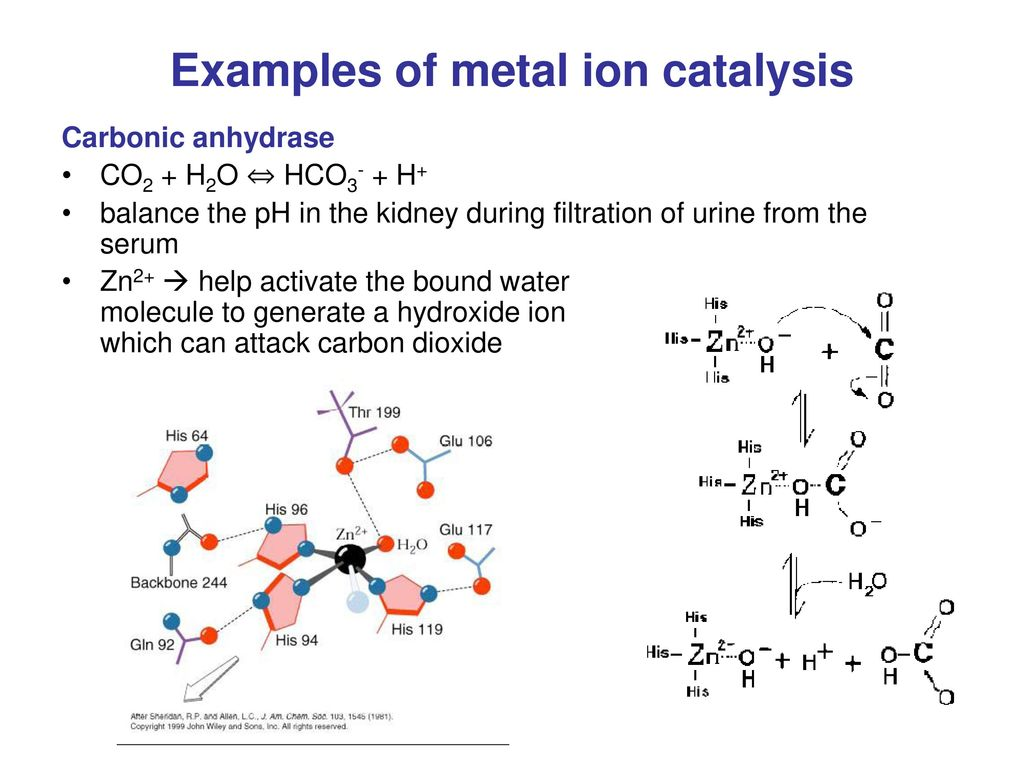 Examples of metal ion catalysis
Carbonic anhydrase
• CO₂ + H₂O ⇔ HCO₃⁻ + H⁺
• balance the pH in the kidney during filtration of urine from the
serum
• Zn²⁺ → help activate the bound water
molecule to generate a hydroxide ion
which can attack carbon dioxide
Thr 199
His 64
Glu 106
His 96
Zn²⁺
H₂O
Glu 117
Backbone 244
Gln 92
His 94
His 119
After Sheridan, R.P. and Allen, L.C., J. Am. Chem. Soc. 103, 1545 (1981).
Copyright 1999 John Wiley and Sons, Inc. All rights reserved.
His O
His Zn²⁺ O⁻ + C
H
His − O
His O
His Zn²⁺ O C
H
His O⁻
H₂O
His O
His Zn²⁻ O⁻ + H⁺ + O C
H H
His O